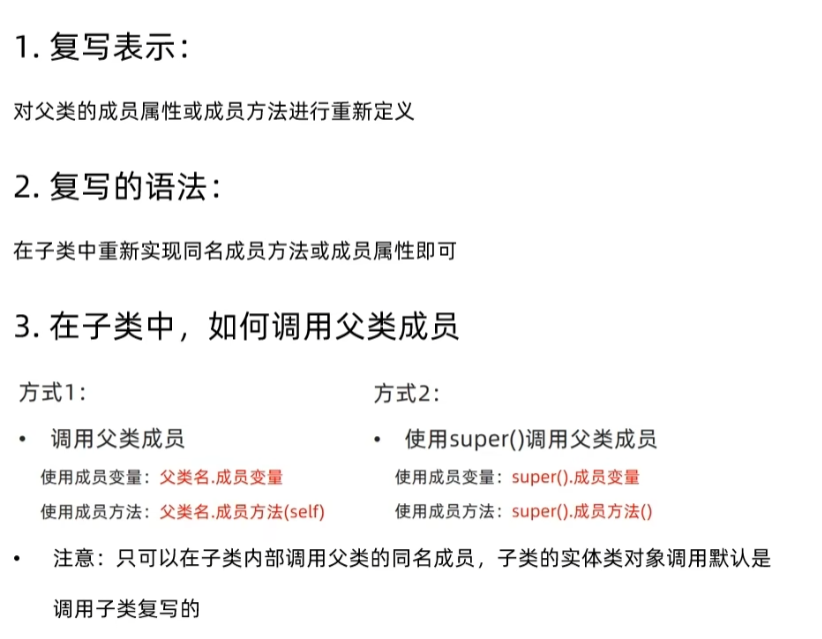 1. 复写表示：
对父类的成员属性或成员方法进行重新定义
2. 复写的语法：
在子类中重新实现同名成员方法或成员属性即可
3. 在子类中，如何调用父类成员
方式1：
• 调用父类成员
使用成员变量：父类名.成员变量
使用成员方法：父类名.成员方法(self)
方式2：
• 使用super()调用父类成员
使用成员变量：super().成员变量
使用成员方法：super().成员方法()
• 注意：只可以在子类内部调用父类的同名成员，子类的实体类对象调用默认是
调用子类复写的